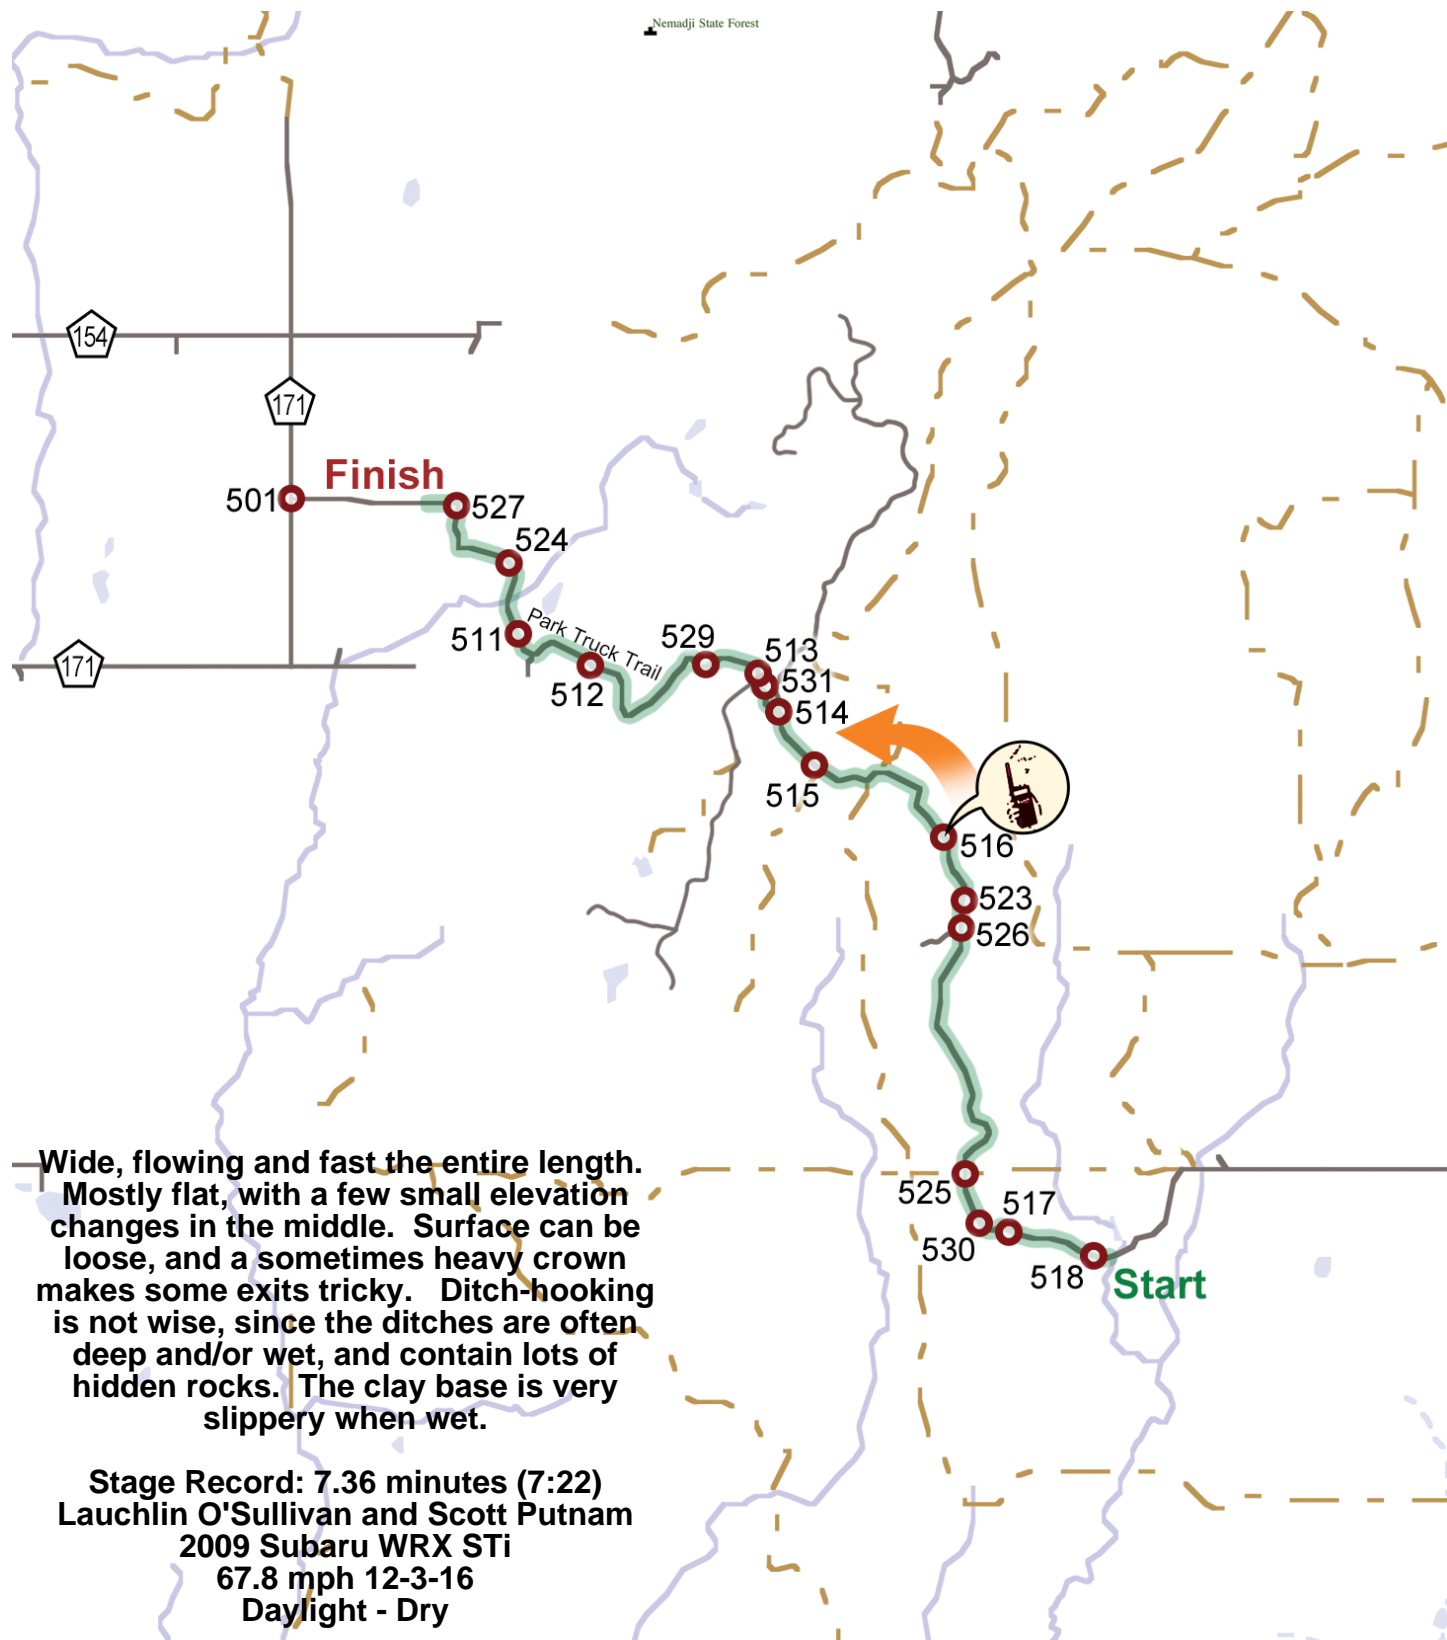 Nemadji State Forest
154
171
Finish
501
527
524
Park Truck Trail
511
529
513
531
512
514
171
515
516
523
526
525
517
530
518
Start
Wide, flowing and fast the entire length.
Mostly flat, with a few small elevation
changes in the middle.  Surface can be
loose, and a sometimes heavy crown
makes some exits tricky.   Ditch-hooking
is not wise, since the ditches are often
deep and/or wet, and contain lots of
hidden rocks.  The clay base is very
slippery when wet.
Stage Record: 7.36 minutes (7:22)
Lauchlin O'Sullivan and Scott Putnam
2009 Subaru WRX STi
67.8 mph 12-3-16
Daylight - Dry